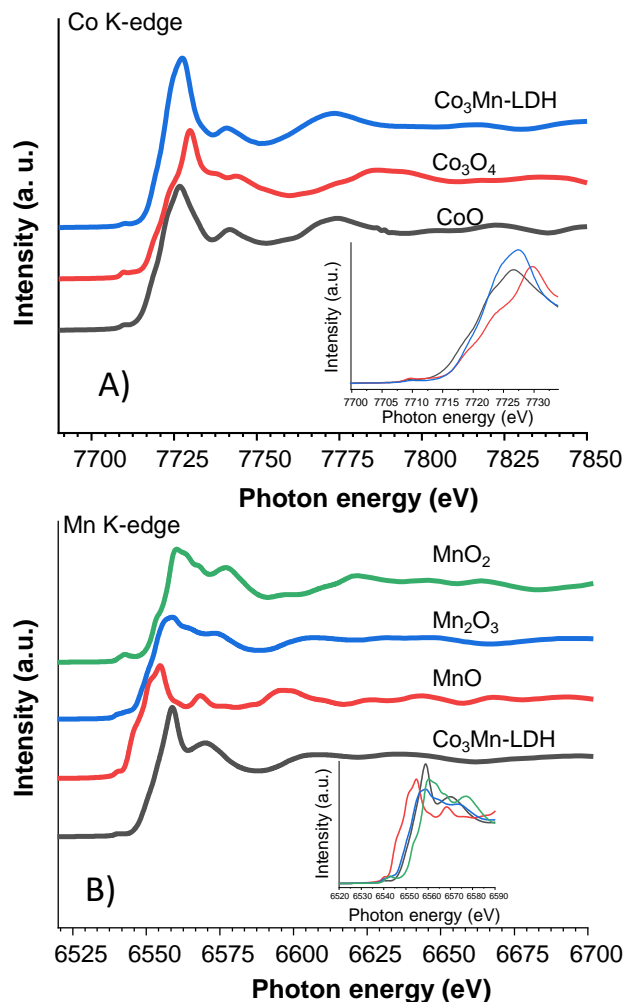 Co K-edge
Co₃Mn-LDH
Co₃O₄
CoO
Intensity (a. u.)
A)
Intensity (a.u.)
7700 7705 7710 7715 7720 7725 7730
Photon energy (eV)
7700 7725 7750 7775 7800 7825 7850
Photon energy (eV)
Mn K-edge
MnO₂
Mn₂O₃
MnO
Co₃Mn-LDH
Intensity (a.u.)
B)
Intensity (a.u.)
6520 6530 6540 6550 6560 6570 6580 6590
Photon energy (eV)
6525 6550 6575 6600 6625 6650 6675 6700
Photon energy (eV)